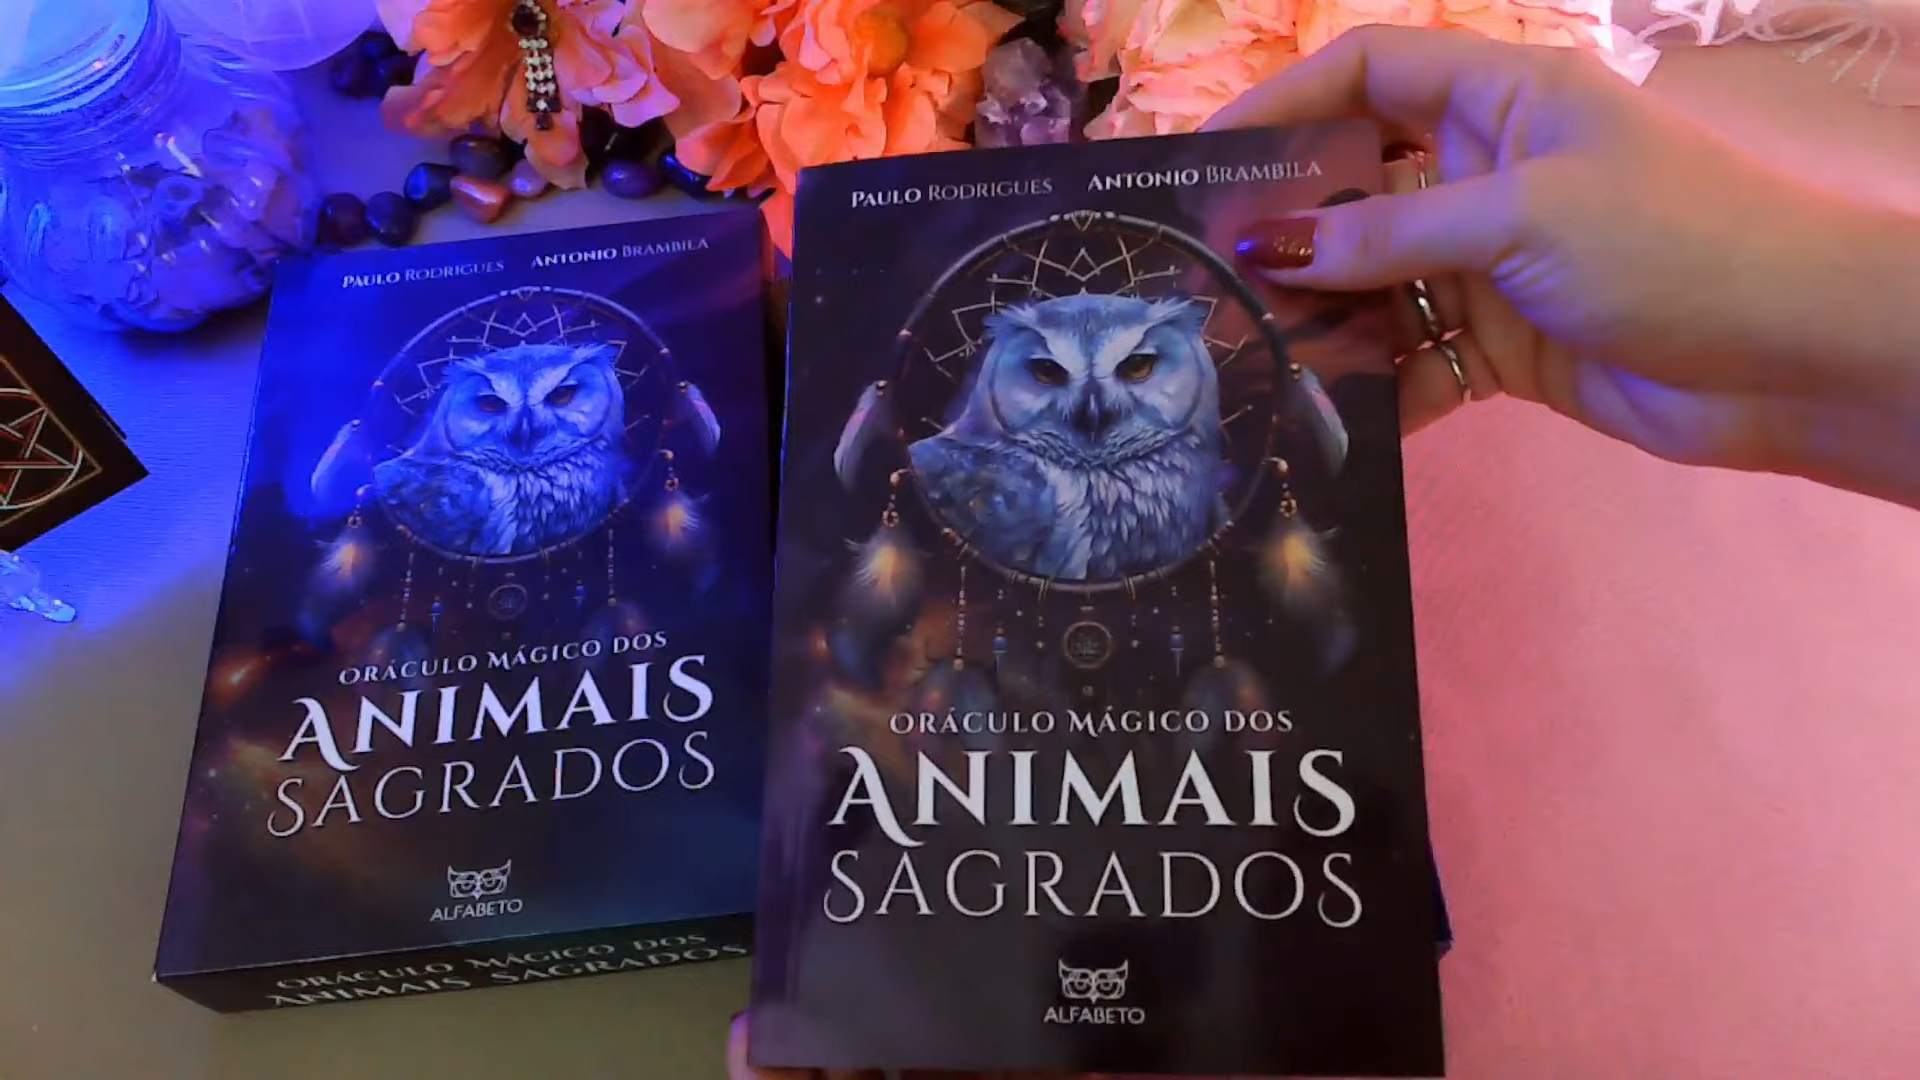 PAULO RODRIGUES ANTONIO BRAMBILA
ORÁCULO MÁGICO DOS
ANIMAIS
SAGRADOS
ALFABETO
ORÁCULO MÁGICO DOS
ANIMAIS SAGRADOS
PAULO RODRIGUES ANTONIO BRAMBILA
ORÁCULO MÁGICO DOS
ANIMAIS
SAGRADOS
ALFABETO